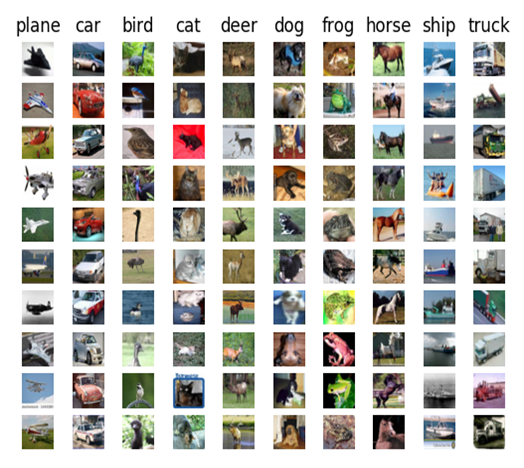 plane car bird cat deer dog frog horse ship truck